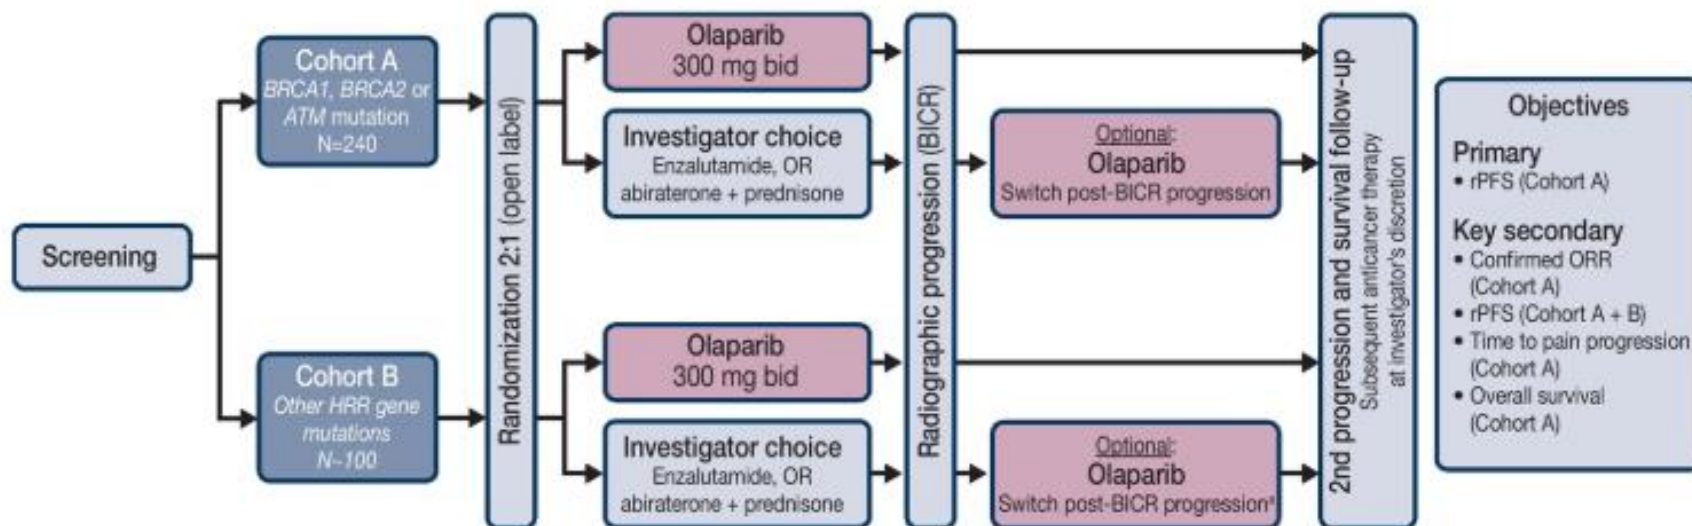 Screening
Cohort A
BRCA1, BRCA2 or
ATM mutation
N=240
Cohort B
Other HRR gene
mutations
N~100
Randomization 2:1 (open label)
Olaparib
300 mg bid
Investigator choice
Enzalutamide, OR
abiraterone + prednisone
Olaparib
300 mg bid
Investigator choice
Enzalutamide, OR
abiraterone + prednisone
Radiographic progression (BICR)
Optional:
Olaparib
Switch post-BICR progression
Optional:
Olaparib
Switch post-BICR progressionª
2nd progression and survival follow-up
Subsequent anticancer therapy
at investigator's discretion
Objectives
Primary
• rPFS (Cohort A)
Key secondary
• Confirmed ORR
(Cohort A)
• rPFS (Cohort A + B)
• Time to pain progression
(Cohort A)
• Overall survival
(Cohort A)